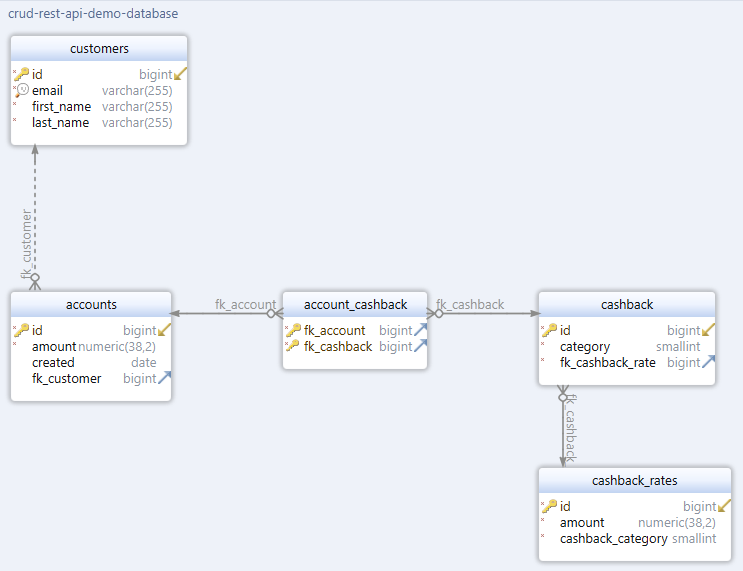 crud-rest-api-demo-database
customers
id bigint
email varchar(255)
first_name varchar(255)
last_name varchar(255)
fk_customer
accounts
id bigint
amount numeric(38,2)
created date
fk_customer bigint
fk_account
account_cashback
fk_account bigint
fk_cashback bigint
fk_cashback
cashback
id bigint
category smallint
fk_cashback_rate bigint
fk_cashback
cashback_rates
id bigint
amount numeric(38,2)
cashback_category smallint